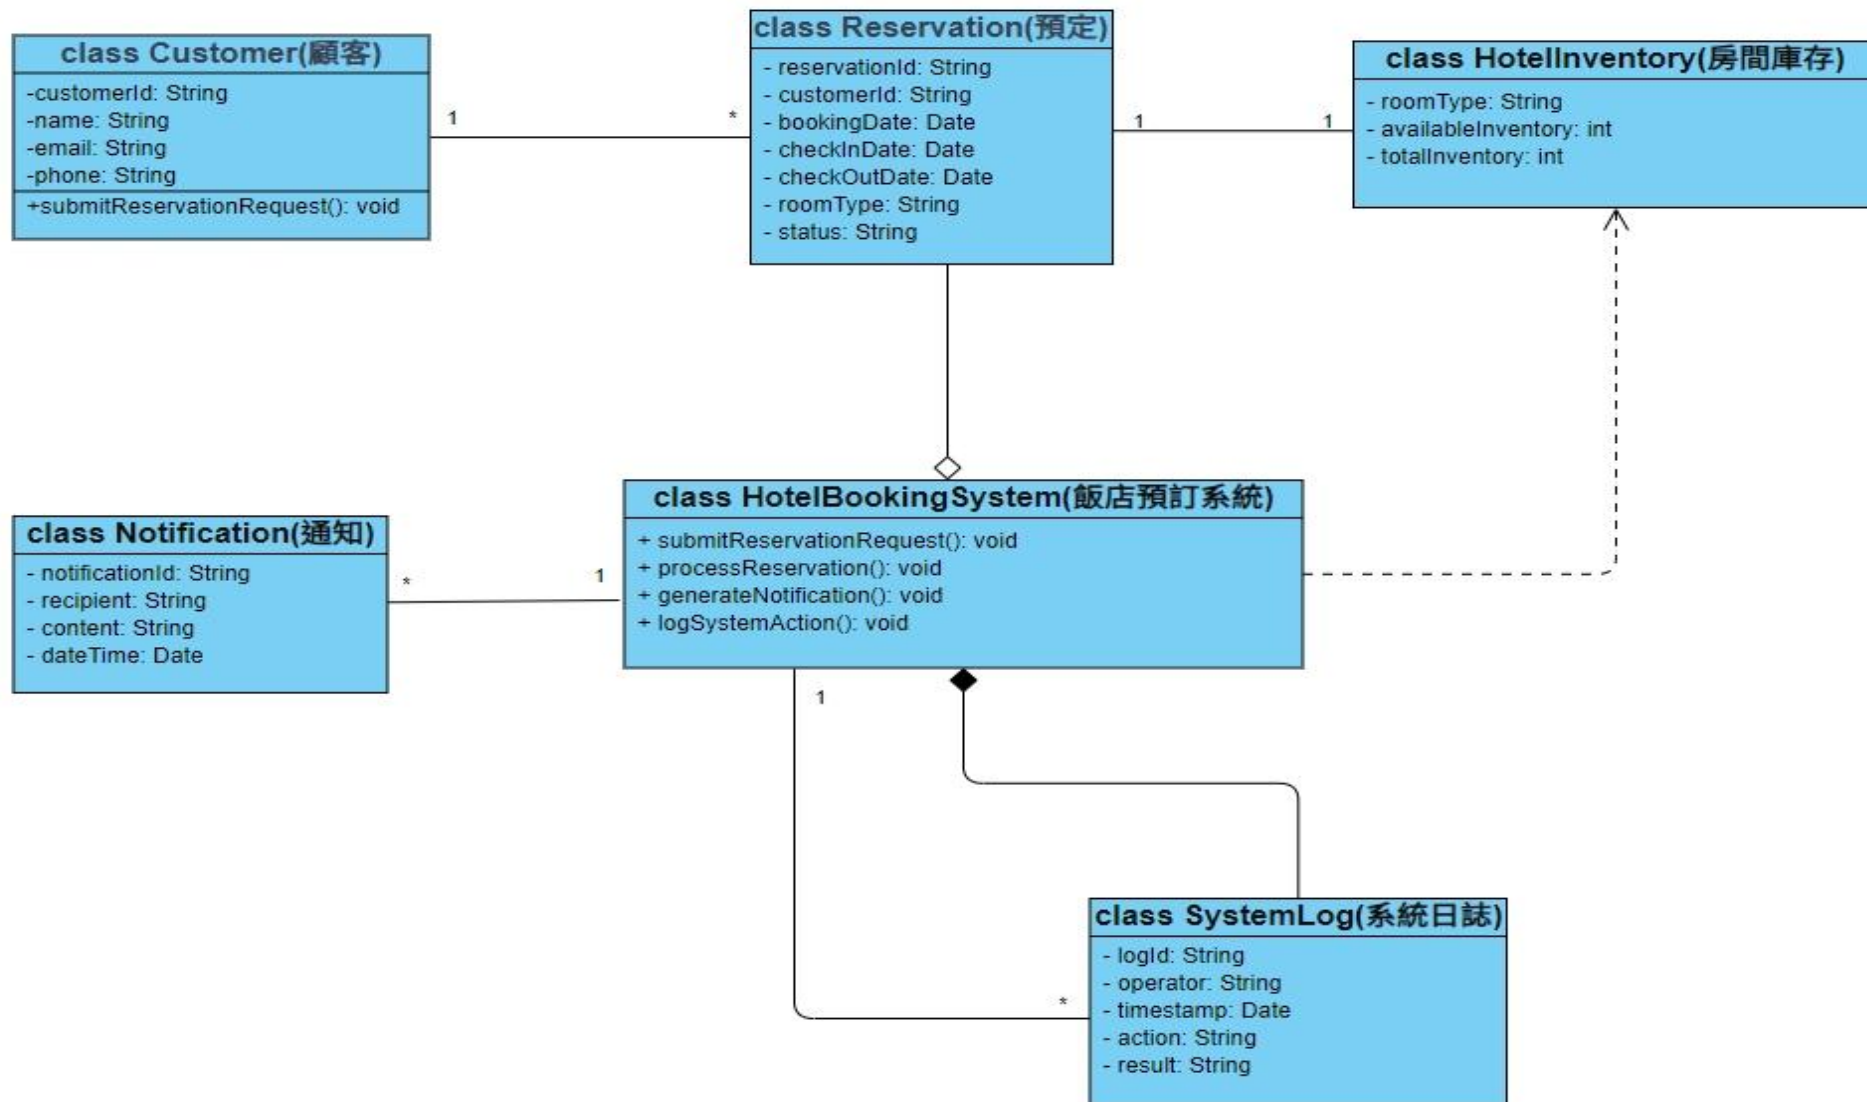 class Customer(顧客)
-customerId: String
-name: String
-email: String
-phone: String
+submitReservationRequest(): void
1
*
class Reservation(預定)
- reservationId: String
- customerId: String
- bookingDate: Date
- checkInDate: Date
- checkOutDate: Date
- roomType: String
- status: String
1
1
class HotelInventory(房間庫存)
- roomType: String
- availableInventory: int
- totalInventory: int
class Notification(通知)
- notificationId: String
- recipient: String
- content: String
- dateTime: Date
*
1
class HotelBookingSystem(飯店預訂系統)
+ submitReservationRequest(): void
+ processReservation(): void
+ generateNotification(): void
+ logSystemAction(): void
1
*
class SystemLog(系統日誌)
- logId: String
- operator: String
- timestamp: Date
- action: String
- result: String